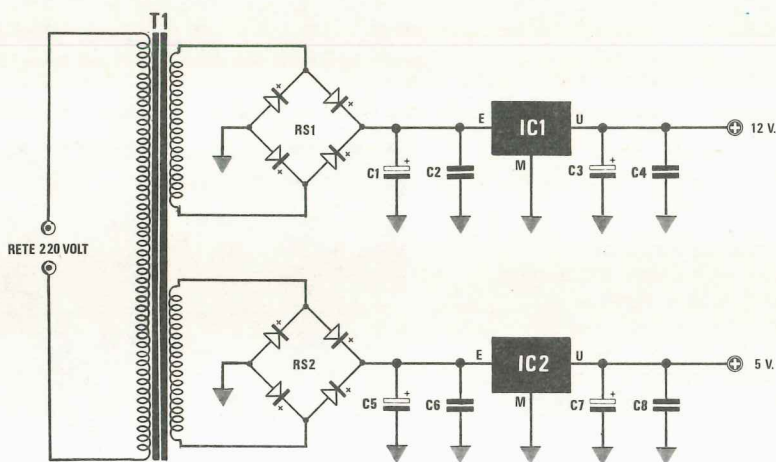 T1
RS1
E
IC1
U
12 V.
M
C1
+
C2
C3
+
C4
RETE 220 VOLT
RS2
E
IC2
U
5 V.
M
C5
+
C6
C7
+
C8